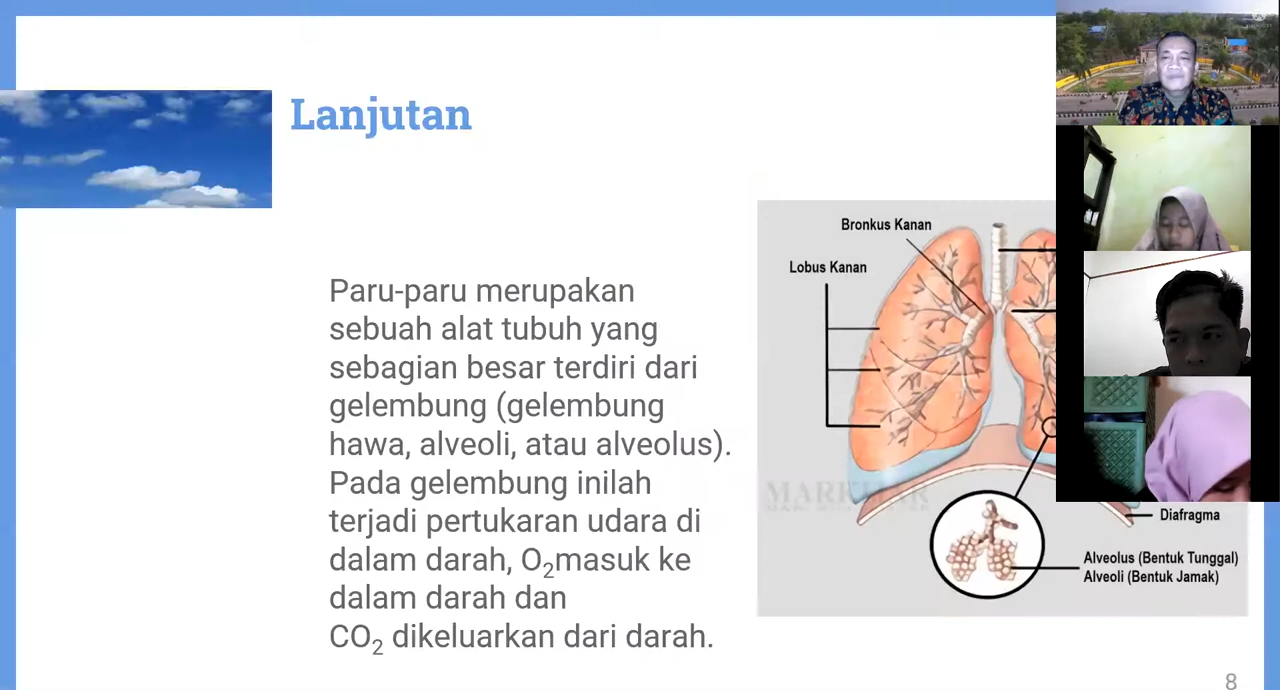 Lanjutan
Bronkus Kanan
Lobus Kanan
Paru-paru merupakan
sebuah alat tubuh yang
sebagian besar terdiri dari
gelembung (gelembung
hawa, alveoli, atau alveolus).
Pada gelembung inilah
terjadi pertukaran udara di
dalam darah, O₂masuk ke
dalam darah dan
CO₂ dikeluarkan dari darah.
Diafragma
Alveolus (Bentuk Tunggal)
Alveoli (Bentuk Jamak)
8